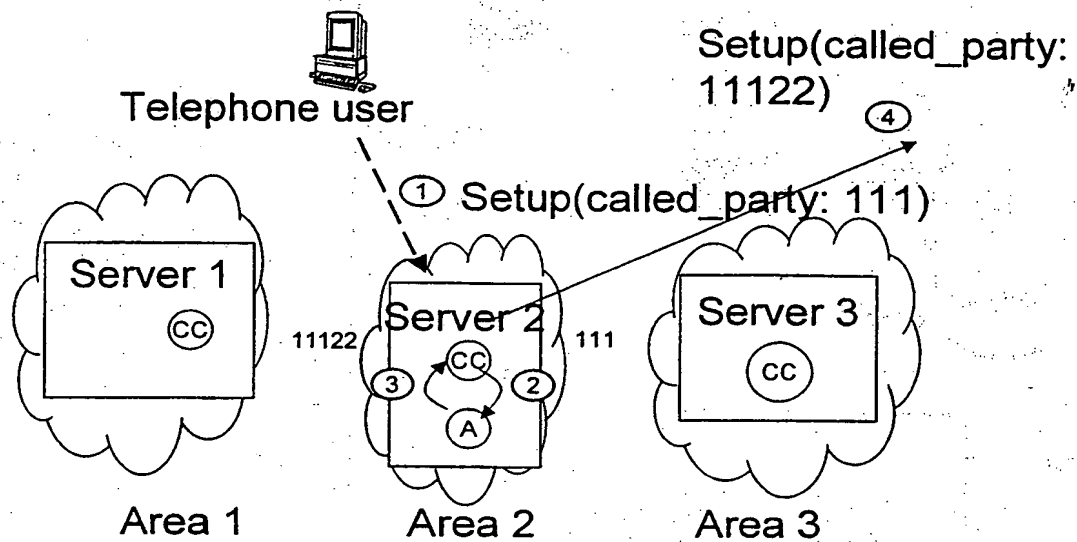 Setup(called_party:
11122)
4
Telephone user
1 Setup(called_party: 111)
Server 1
CC
11122
Server 2
CC
3
2
A
111
Server 3
CC
Area 1
Area 2
Area 3